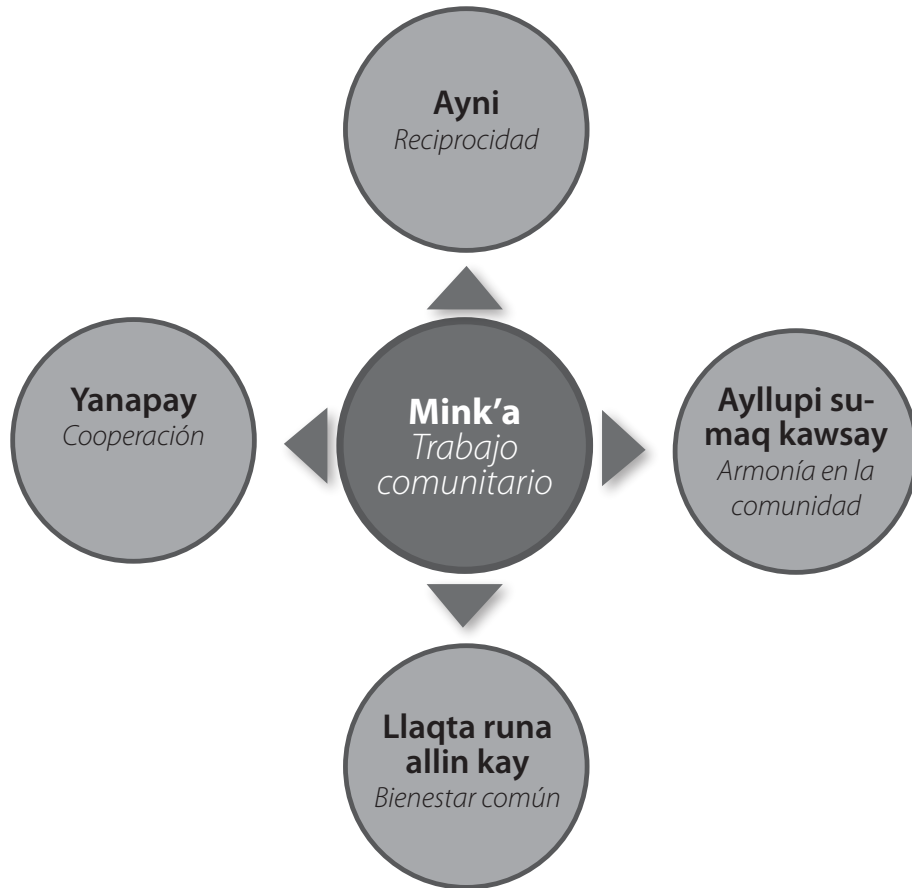 Ayni
Reciprocidad
Yanapay
Cooperación
Mink’a
Trabajo
comunitario
Ayllupi su-
maq kawsay
Armonía en la
comunidad
Llaqta runa
allin kay
Bienestar común